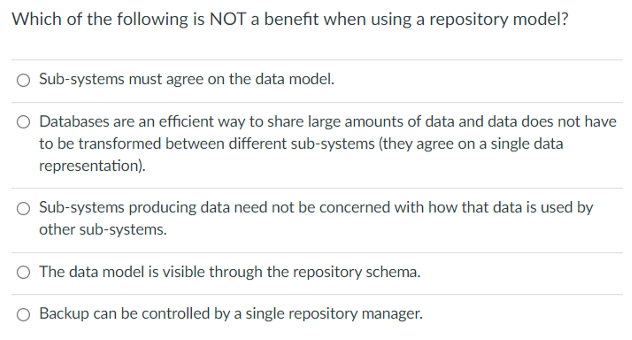 Which of the following is NOT a benefit when using a repository model?
Sub-systems must agree on the data model.
Databases are an efficient way to share large amounts of data and data does not have
to be transformed between different sub-systems (they agree on a single data
representation).
Sub-systems producing data need not be concerned with how that data is used by
other sub-systems.
The data model is visible through the repository schema.
Backup can be controlled by a single repository manager.